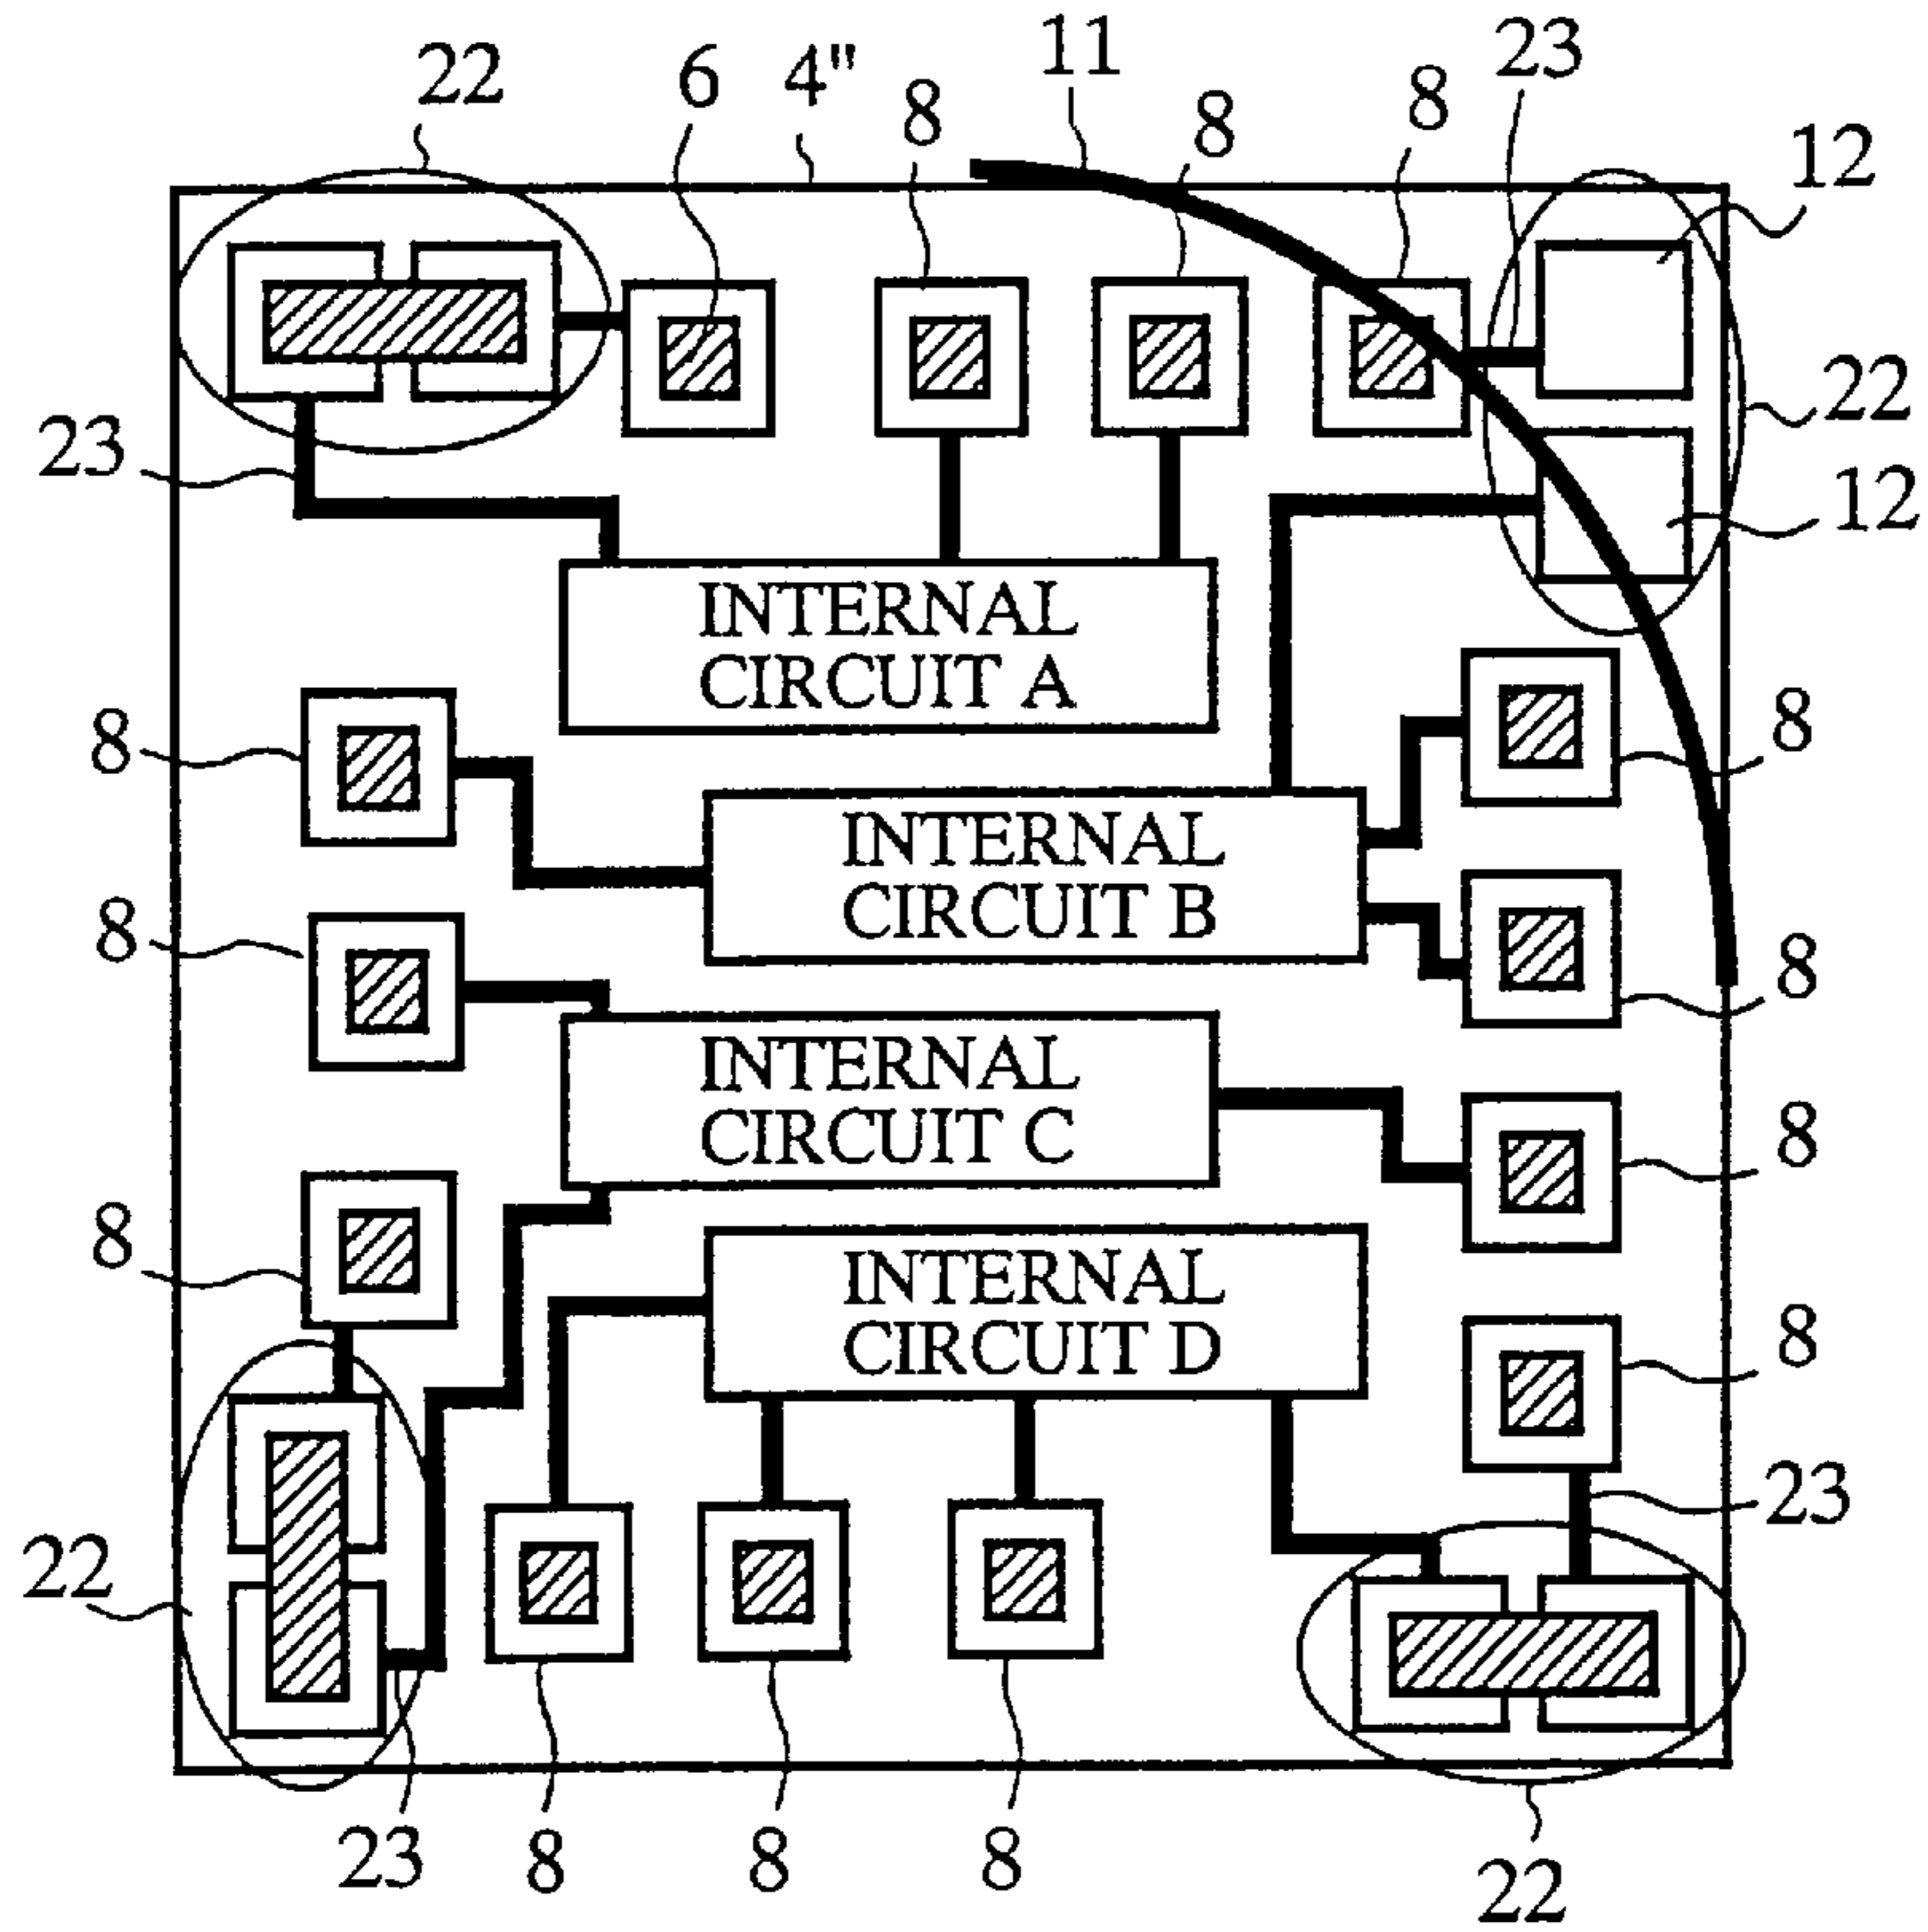 22 6 4" 8 11 8 8 23 12
22
23
12
INTERNAL
CIRCUIT A
8
8
INTERNAL
CIRCUIT B
8
8
INTERNAL
CIRCUIT C
8
8
INTERNAL
CIRCUIT D
8
23
22
23 8 8 8 22